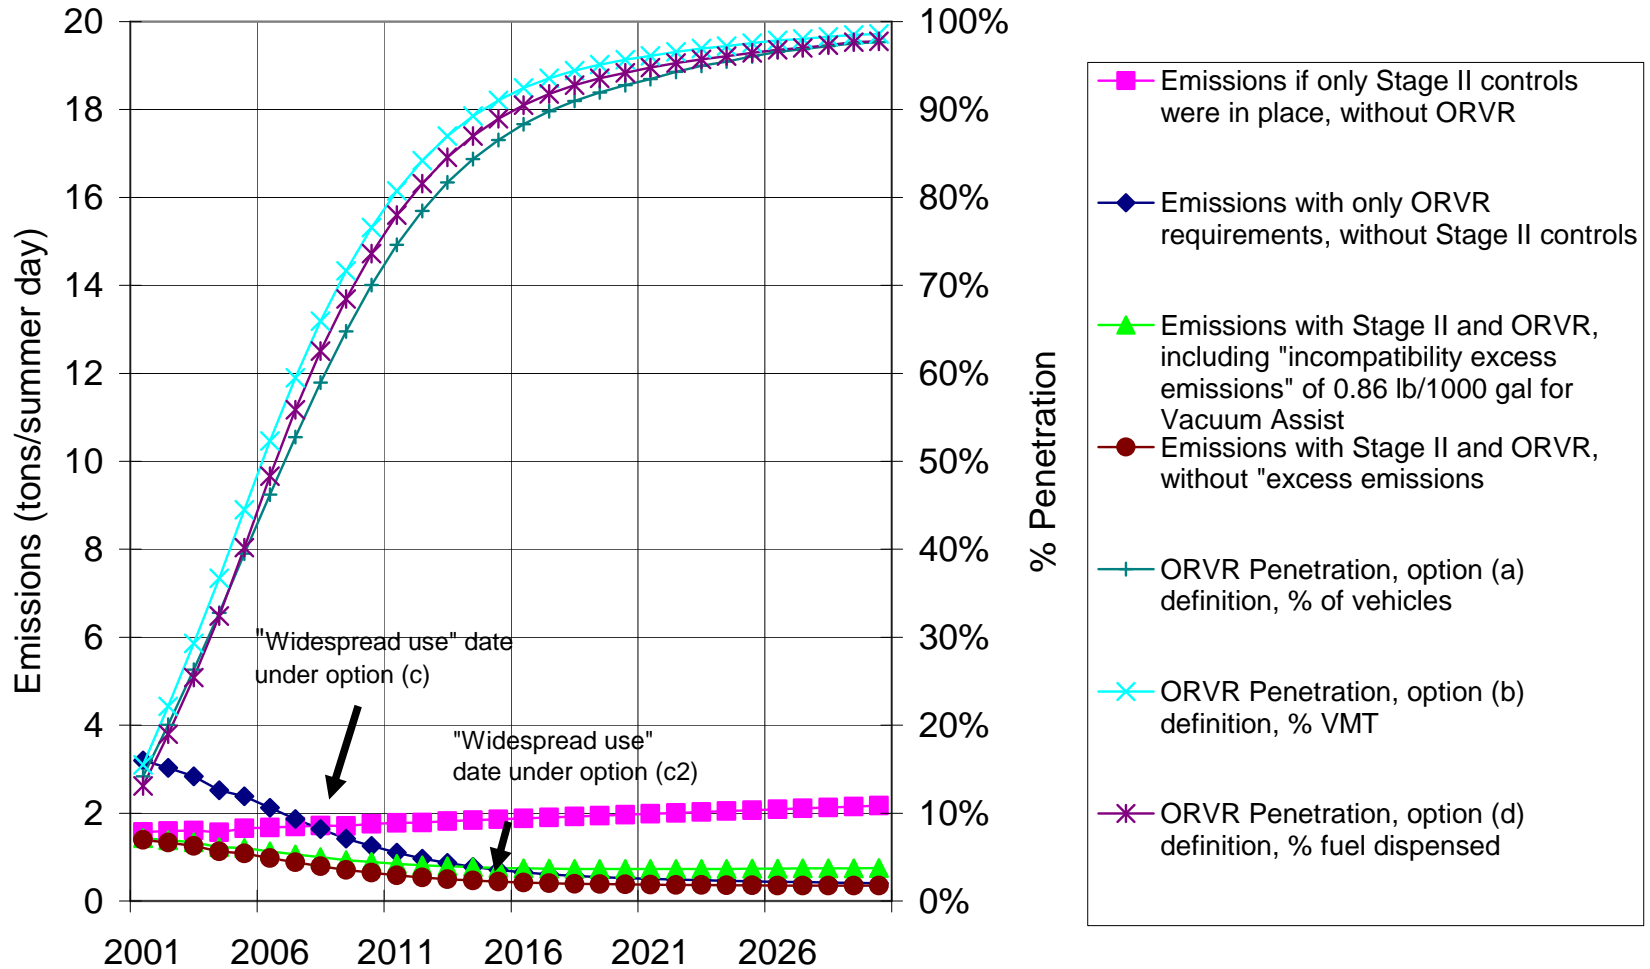 20
18
16
14
12
10
8
6
4
2
0
Emissions (tons/summer day)
2001
2006
2011
2016
2021
2026
100%
90%
80%
70%
60%
50%
40%
30%
20%
10%
0%
% Penetration
"Widespread use" date
under option (c)
"Widespread use"
date under option (c2)
Emissions if only Stage II controls
were in place, without ORVR
Emissions with only ORVR
requirements, without Stage II controls
Emissions with Stage II and ORVR,
including "incompatibility excess
emissions" of 0.86 lb/1000 gal for
Vacuum Assist
Emissions with Stage II and ORVR,
without "excess emissions
ORVR Penetration, option (a)
definition, % of vehicles
ORVR Penetration, option (b)
definition, % VMT
ORVR Penetration, option (d)
definition, % fuel dispensed